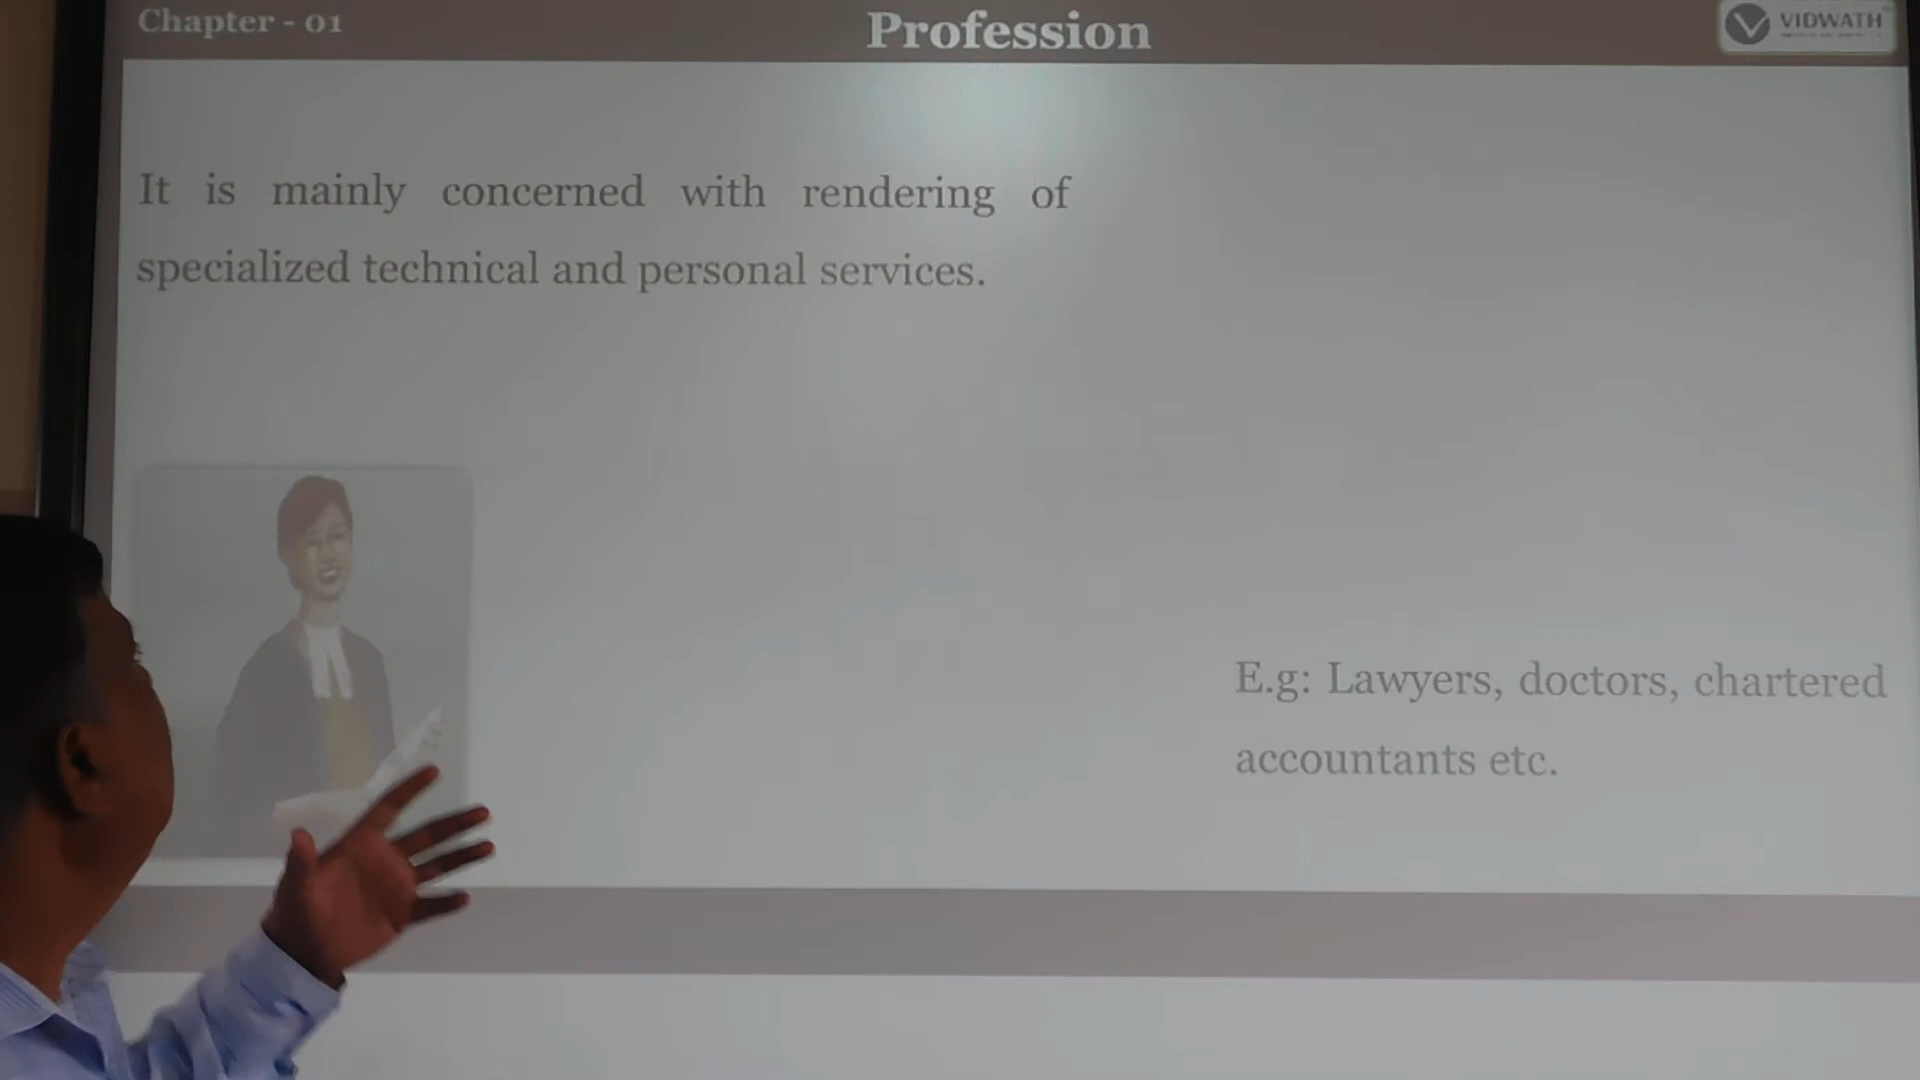 Chapter - 01
Profession
VIDWATH
It is mainly concerned with rendering of
specialized technical and personal services.
E.g: Lawyers, doctors, chartered
accountants etc.